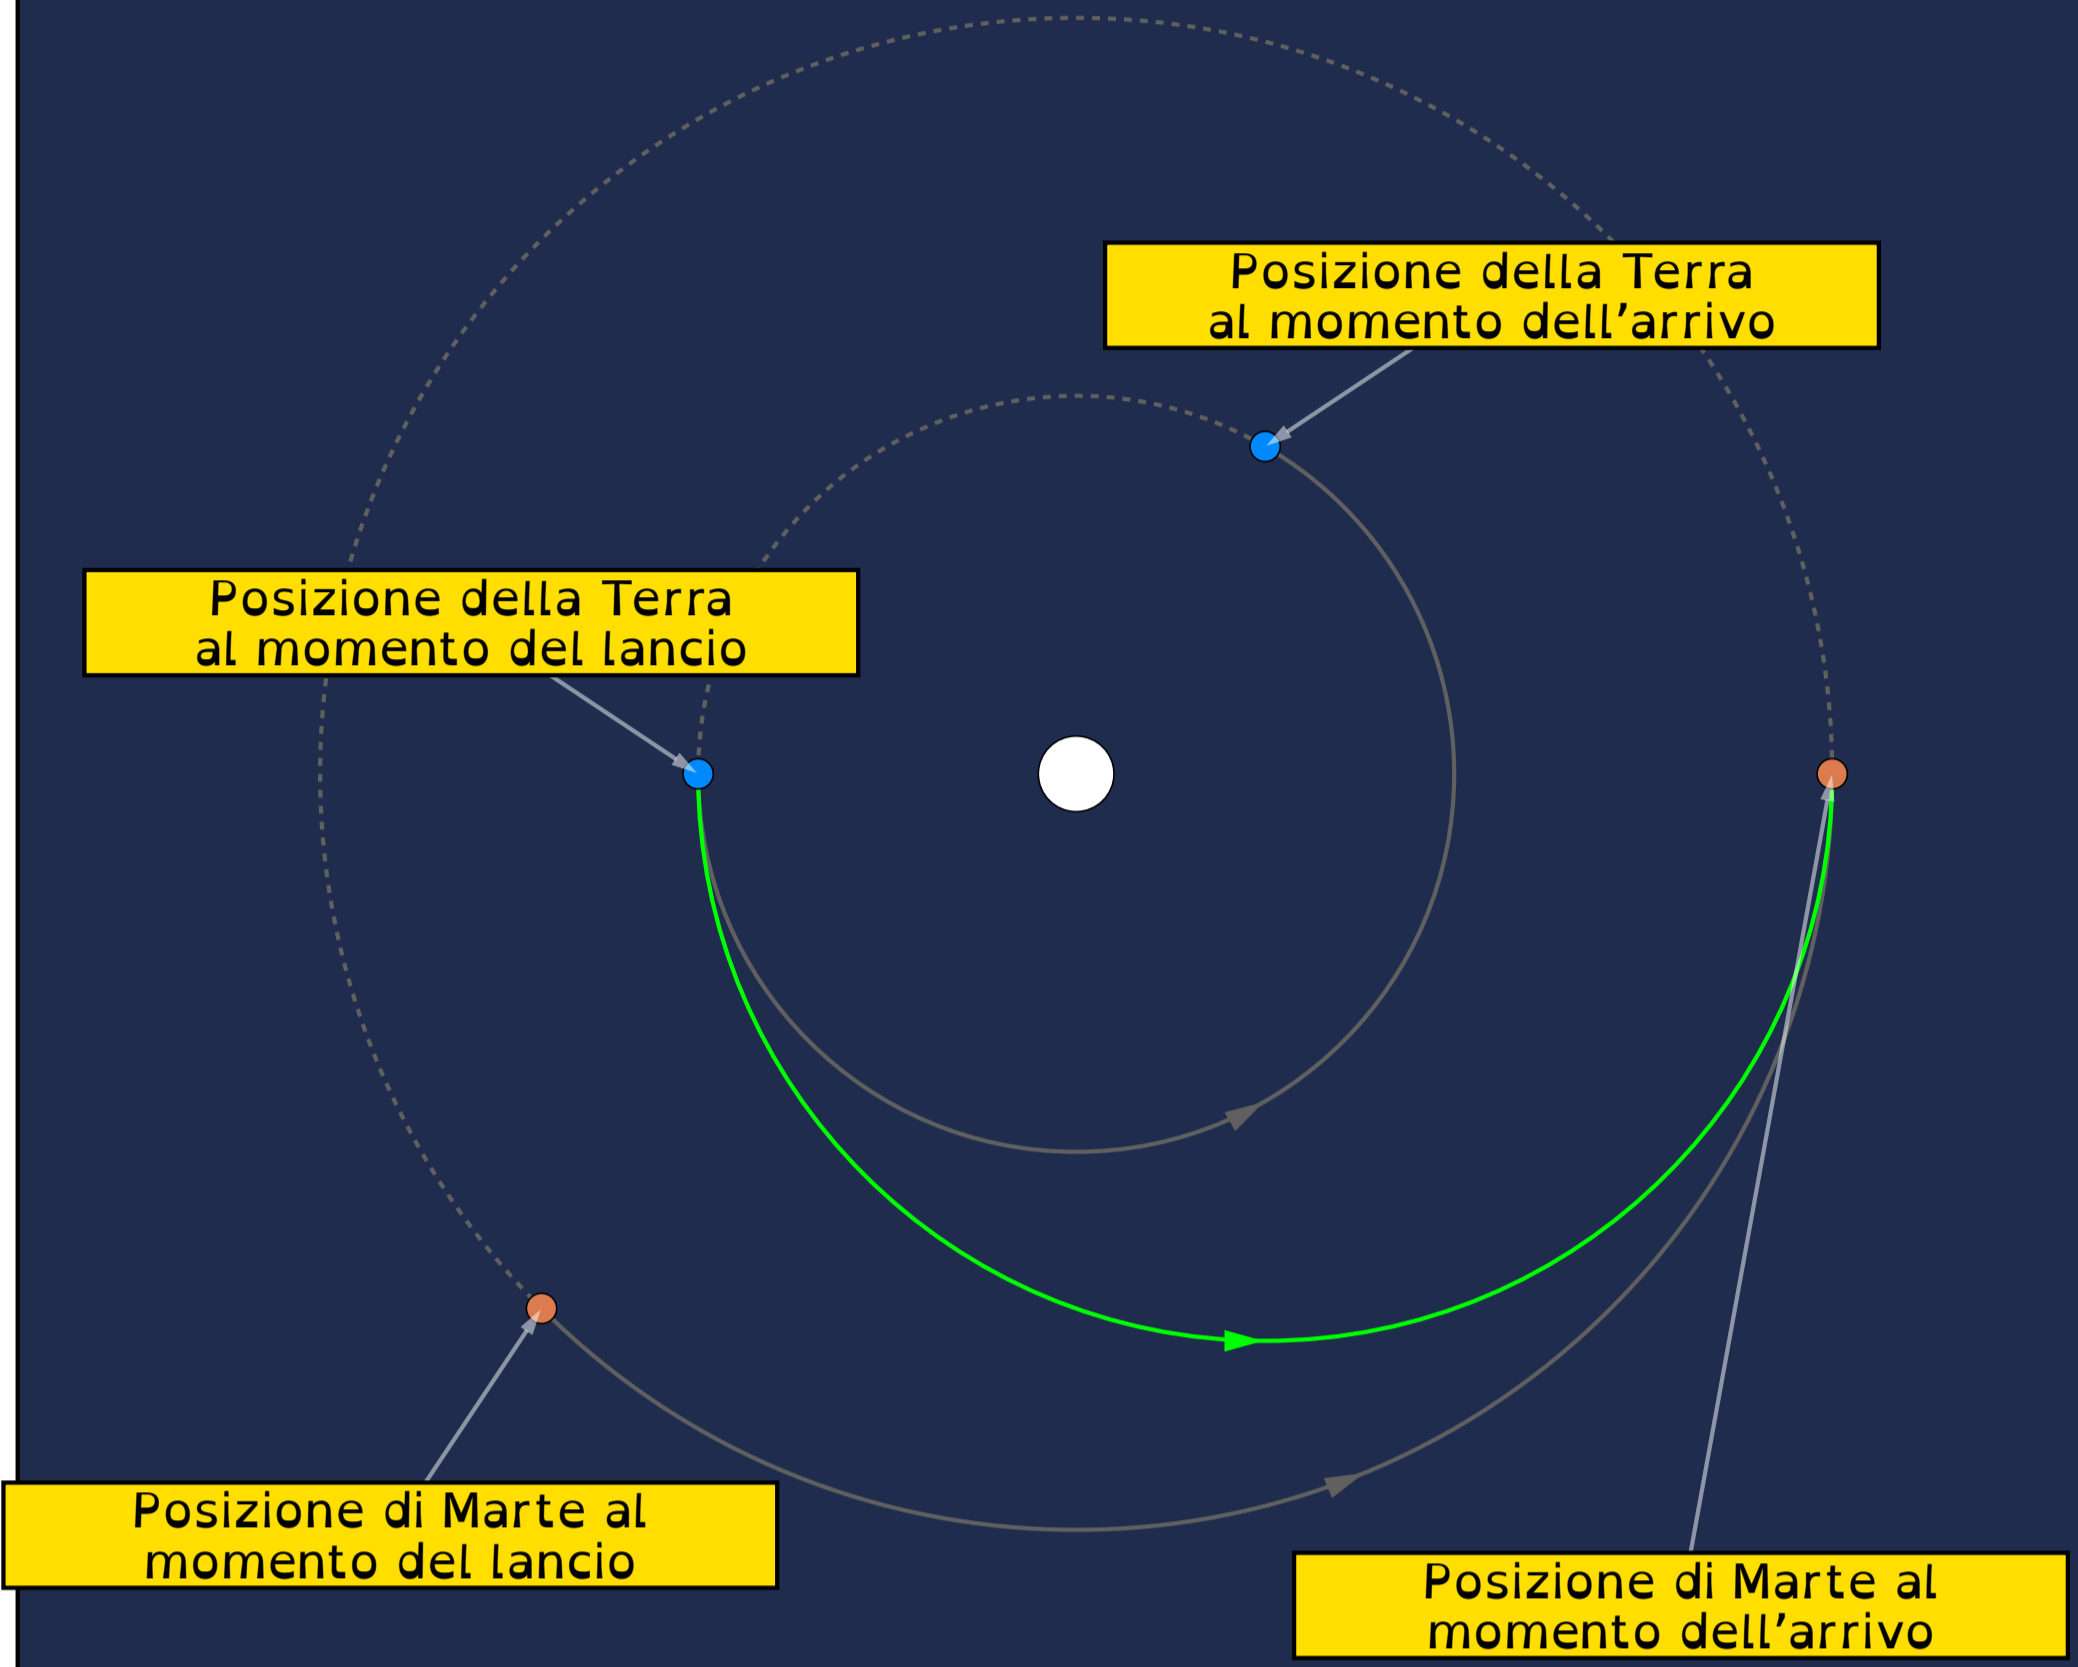 Posizione della Terra
al momento dell'arrivo
Posizione della Terra
al momento del lancio
Posizione di Marte al
momento del lancio
Posizione di Marte al
momento dell'arrivo